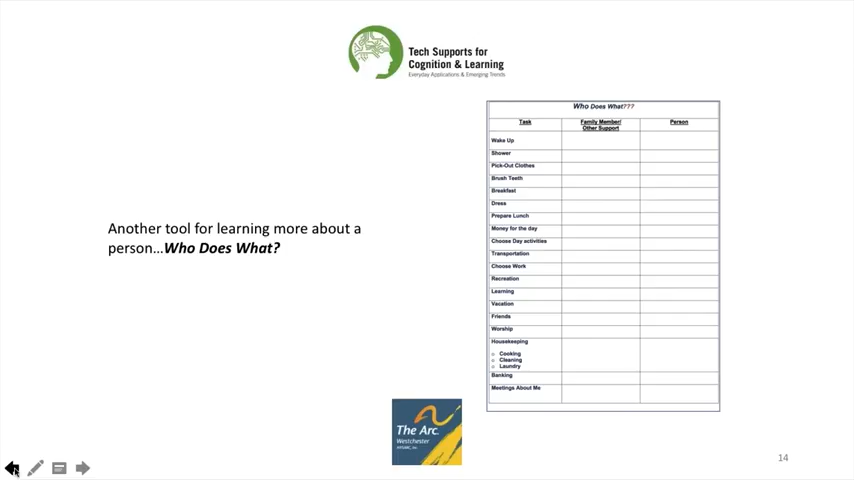 Tech Supports for
Cognition & Learning
Everyday Applications & Emerging Trends
Another tool for learning more about a
person...Who Does What?
Who Does What???
Task
Family Member/
Other Support
Person
Wake Up
Shower
Pick-Out Clothes
Brush Teeth
Breakfast
Dress
Prepare Lunch
Money for the day
Choose Day activities
Transportation
Choose Work
Recreation
Learning
Vacation
Friends
Worship
Housekeeping
Cooking
Cleaning
Laundry
Banking
Meetings About Me
The Arc.
Westchester
14